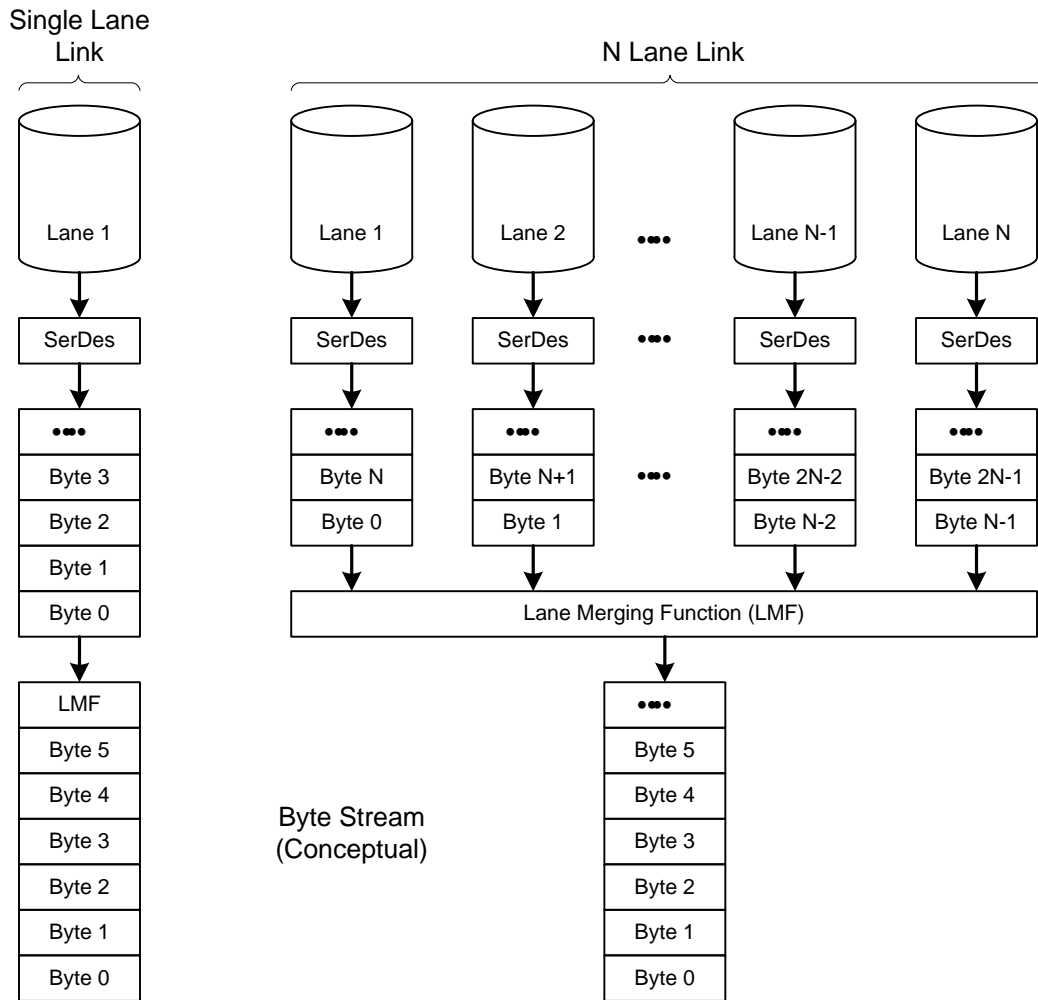 Single Lane
Link
N Lane Link
Lane 1
Lane 1
Lane 2
••••
Lane N-1
Lane N
SerDes
SerDes
SerDes
••••
SerDes
SerDes
••••
••••
••••
••••
••••
Byte 3
Byte N
Byte N+1
••••
Byte 2N-2
Byte 2N-1
Byte 2
Byte 0
Byte 1
Byte N-2
Byte N-1
Byte 1
Byte 0
Lane Merging Function (LMF)
LMF
••••
Byte 5
Byte 5
Byte 4
Byte 4
Byte Stream
(Conceptual)
Byte 3
Byte 3
Byte 2
Byte 2
Byte 1
Byte 1
Byte 0
Byte 0